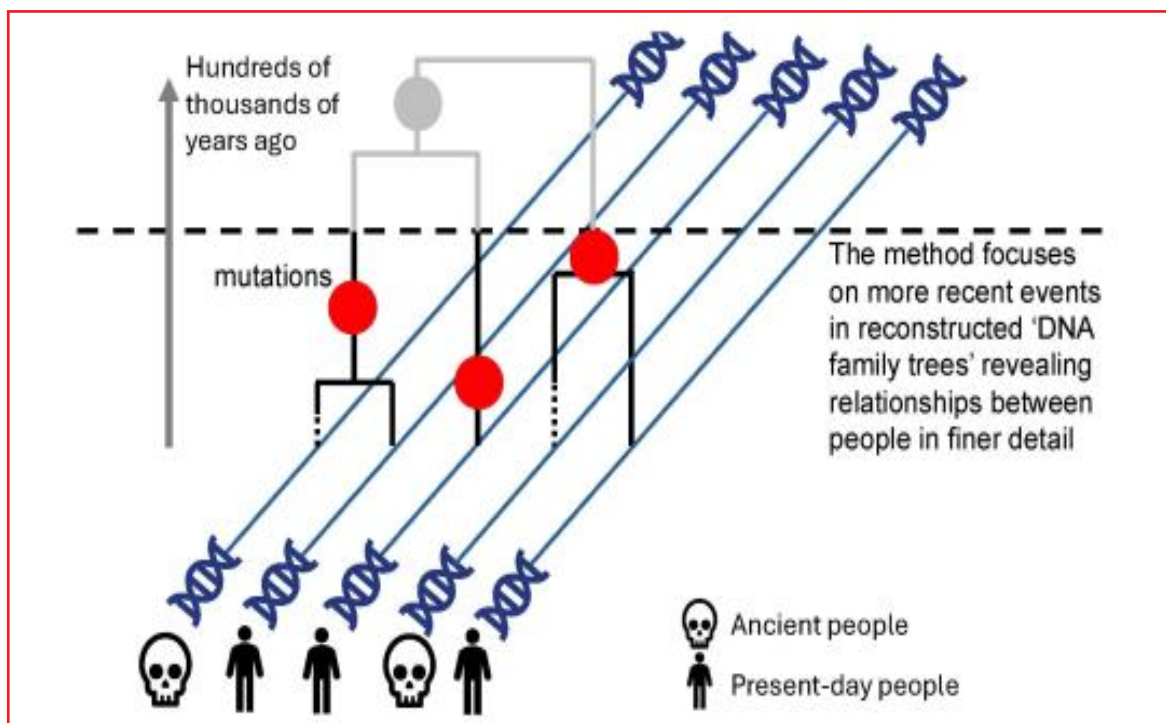 Hundreds of
thousands of
years ago
mutations
The method focuses
on more recent events
in reconstructed ‘DNA
family trees’ revealing
relationships between
people in finer detail
Ancient people
Present-day people